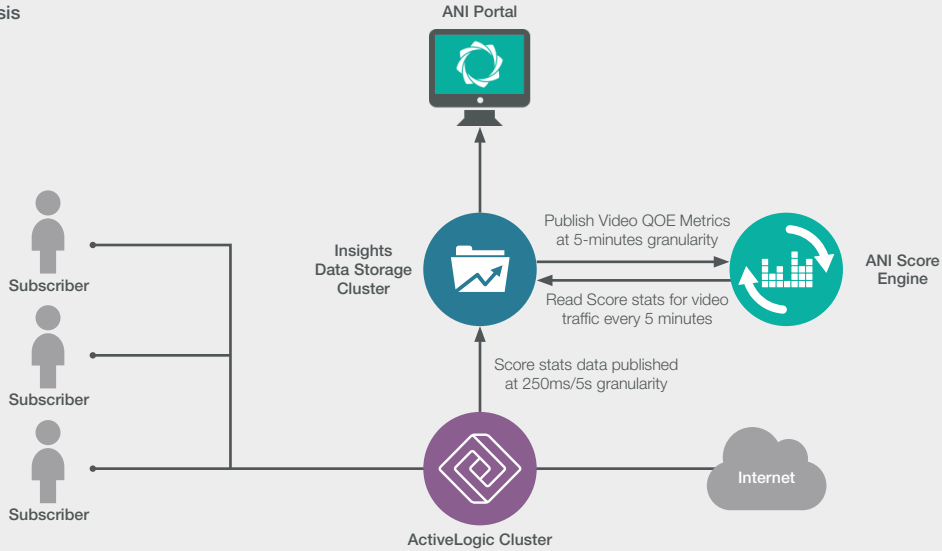 sis
ANI Portal
Subscriber
Subscriber
Subscriber
Insights
Data Storage
Cluster
Publish Video QOE Metrics
at 5-minutes granularity
Read Score stats for video
traffic every 5 minutes
ANI Score
Engine
Score stats data published
at 250ms/5s granularity
Internet
ActiveLogic Cluster